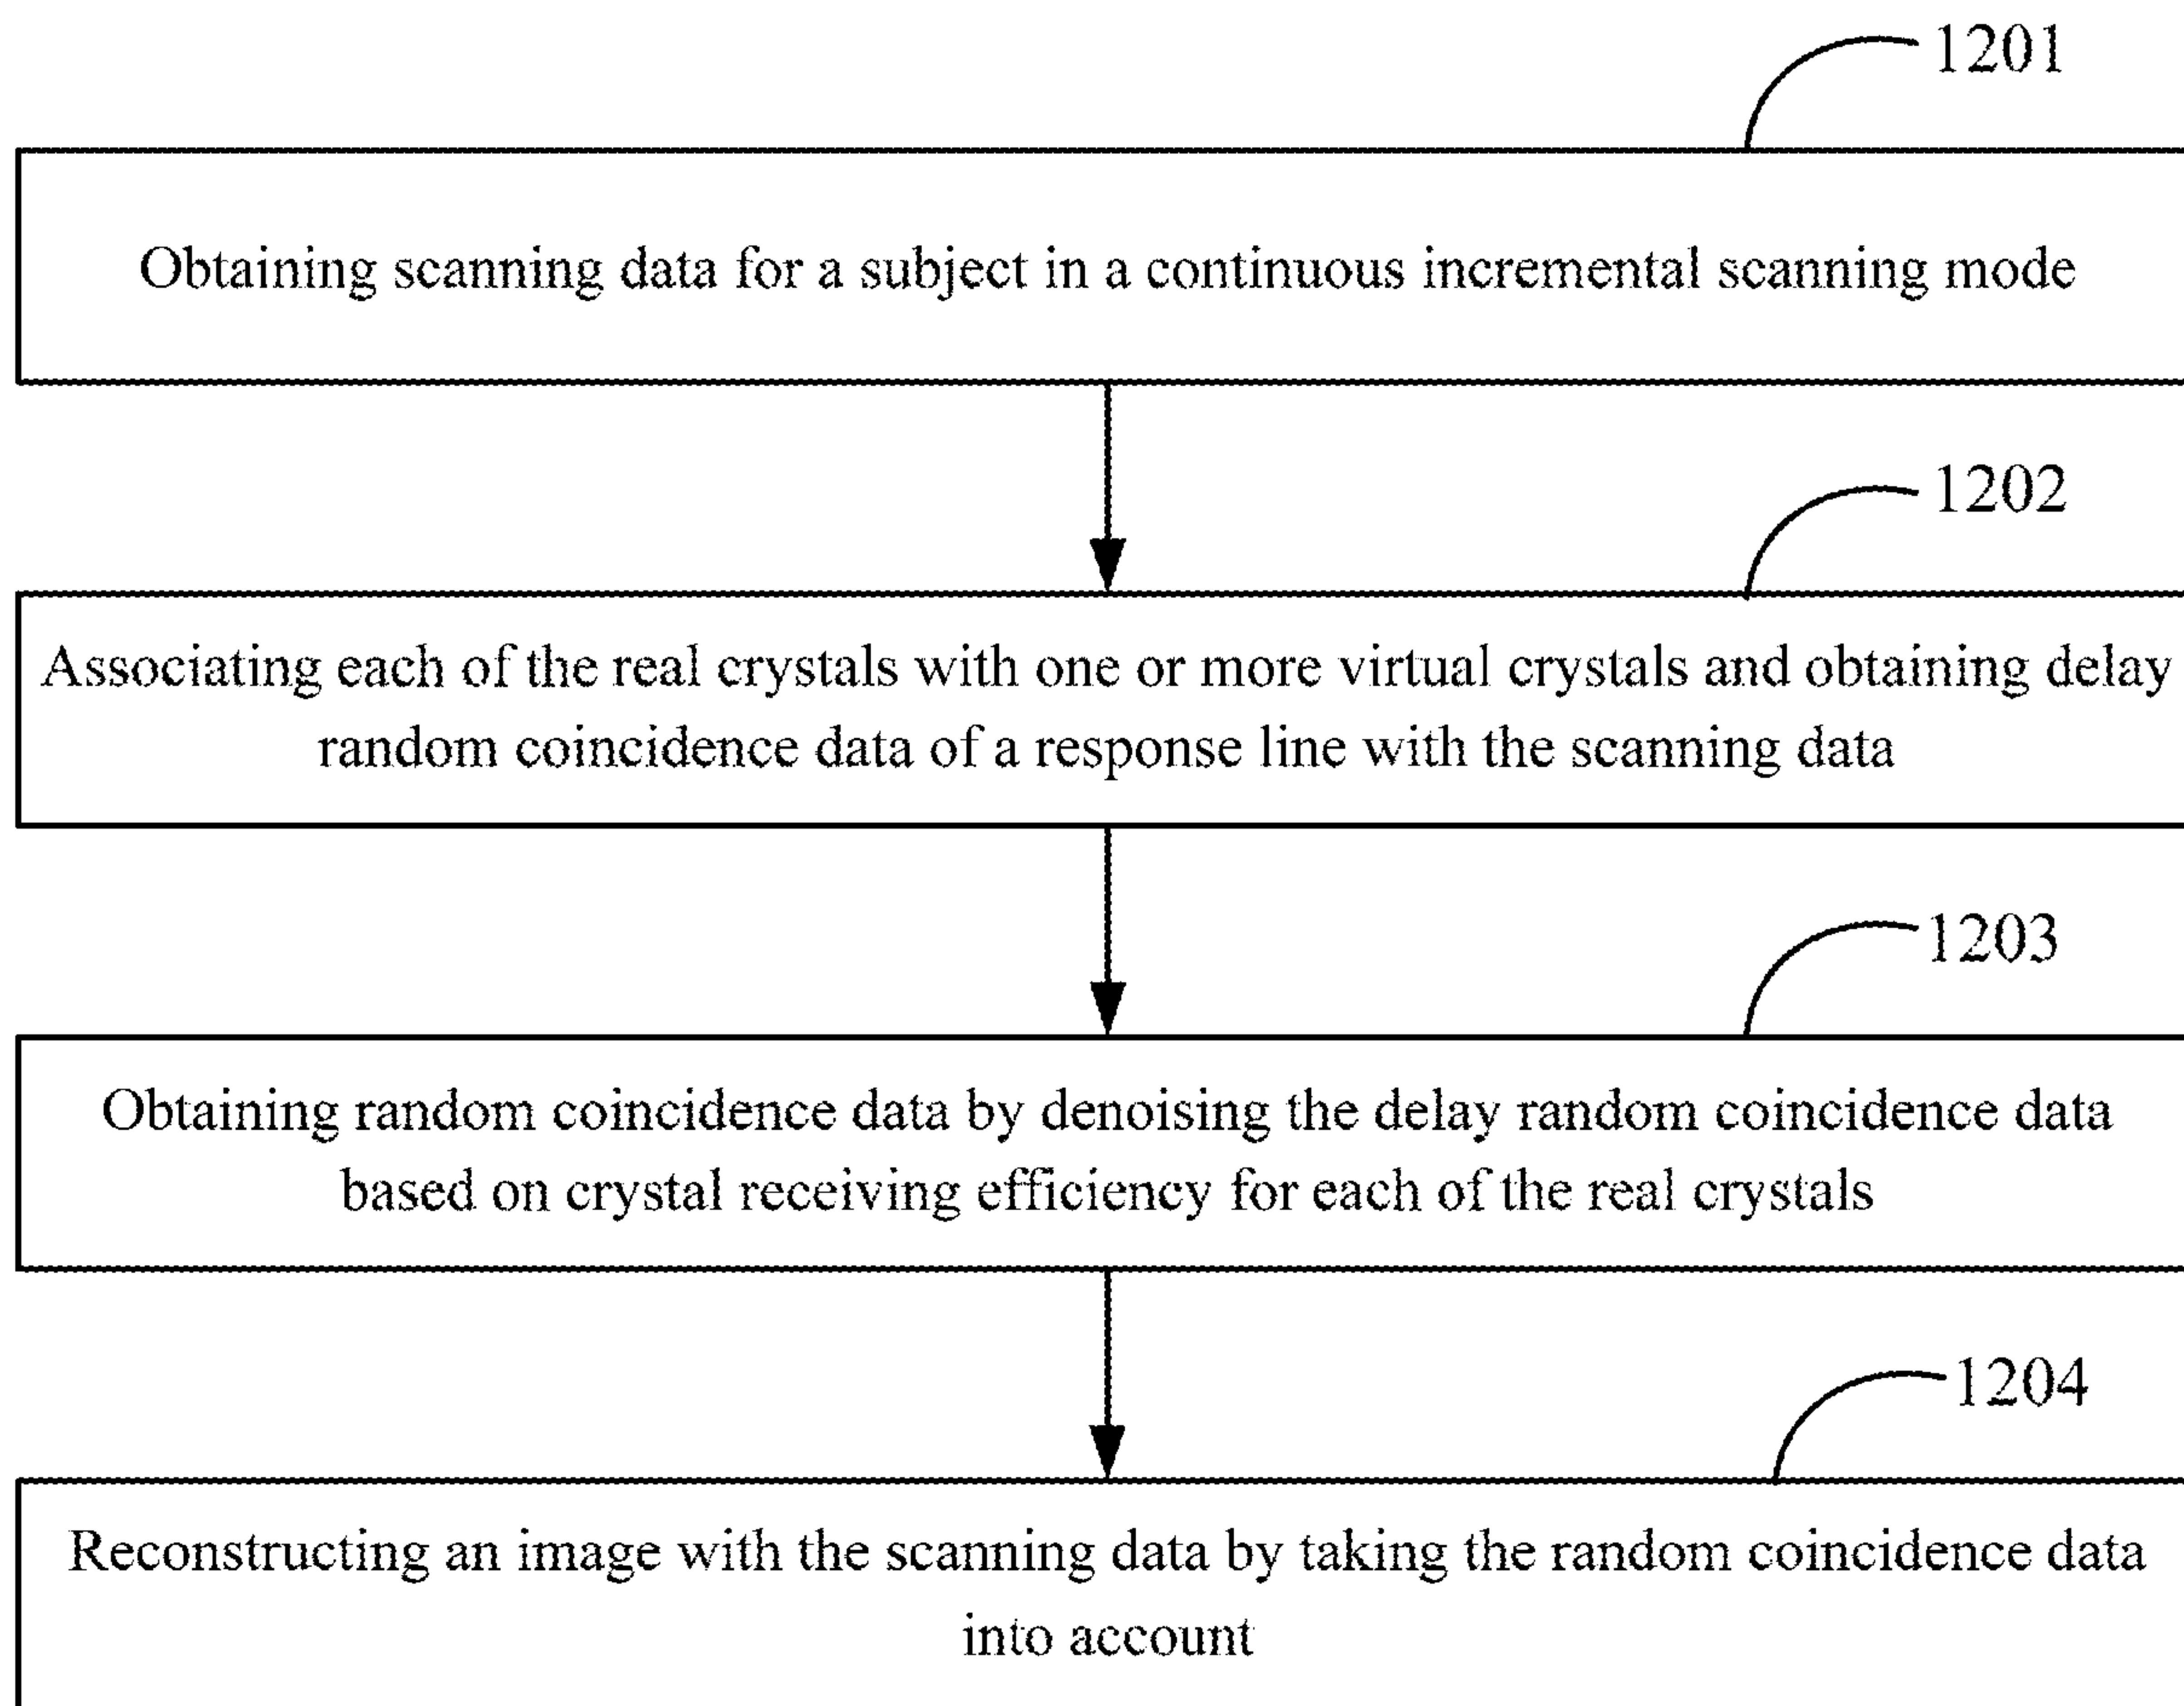 1201
Obtaining scanning data for a subject in a continuous incremental scanning mode
1202
Associating each of the real crystals with one or more virtual crystals and obtaining delay
random coincidence data of a response line with the scanning data
1203
Obtaining random coincidence data by denoising the delay random coincidence data
based on crystal receiving efficiency for each of the real crystals
1204
Reconstructing an image with the scanning data by taking the random coincidence data
into account